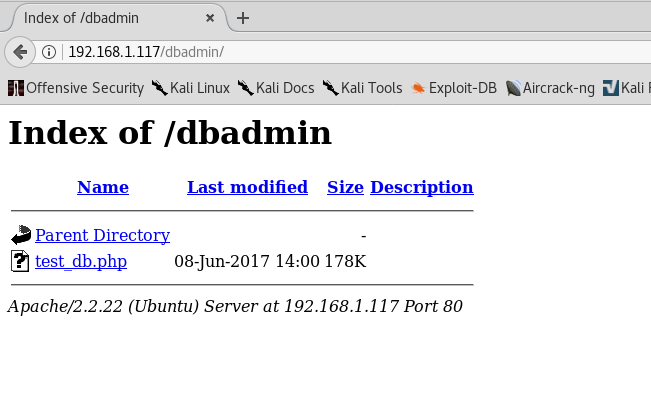 Index of /dbadmin
192.168.1.117/dbadmin/
Offensive Security Kali Linux Kali Docs Kali Tools Exploit-DB Aircrack-ng Kali
Index of /dbadmin
Name Last modified Size Description
Parent Directory -
test_db.php 08-Jun-2017 14:00 178K
Apache/2.2.22 (Ubuntu) Server at 192.168.1.117 Port 80